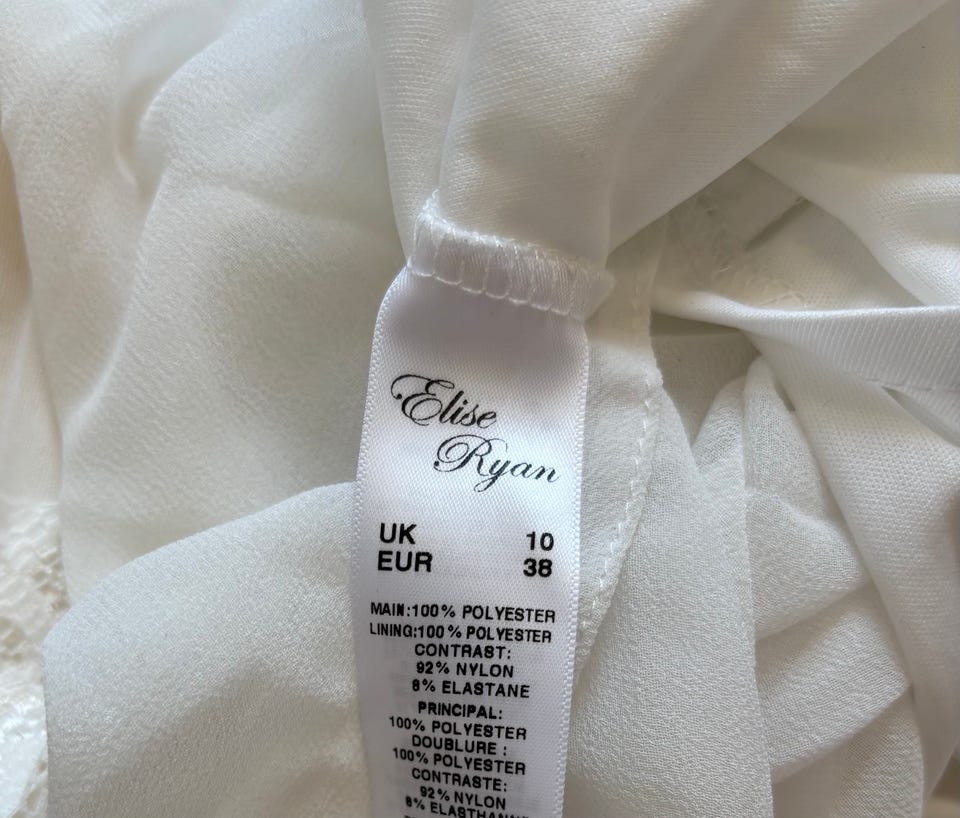 Elise
Ryan
UK 10
EUR 38
MAIN:100% POLYESTER
LINING:100% POLYESTER
CONTRAST:
92% NYLON
8% ELASTANE
PRINCIPAL:
100% POLYESTER
DOUBLURE :
100% POLYESTER
CONTRASTE:
92% NYLON
8%